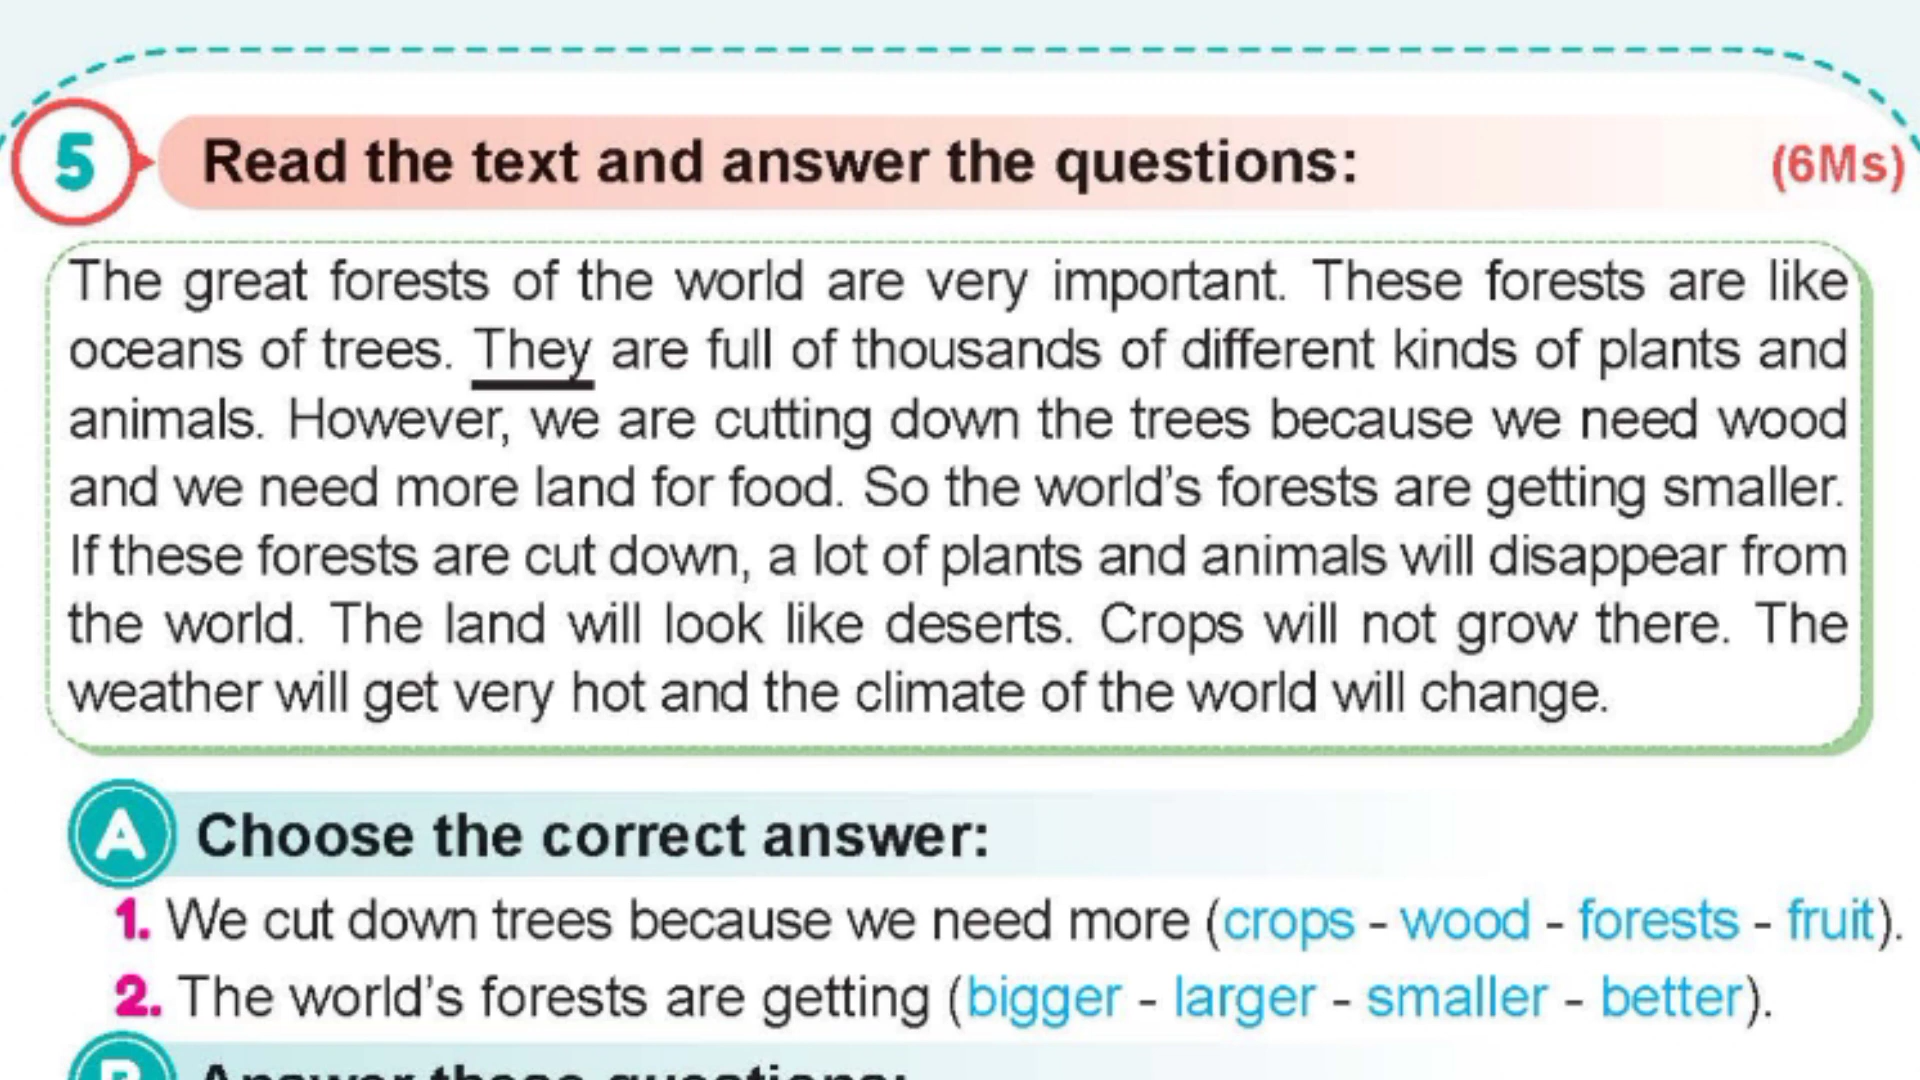 5 Read the text and answer the questions: (6Ms)
The great forests of the world are very important. These forests are like
oceans of trees. They are full of thousands of different kinds of plants and
animals. However, we are cutting down the trees because we need wood
and we need more land for food. So the world's forests are getting smaller.
If these forests are cut down, a lot of plants and animals will disappear from
the world. The land will look like deserts. Crops will not grow there. The
weather will get very hot and the climate of the world will change.
A Choose the correct answer:
1. We cut down trees because we need more (crops - wood - forests - fruit).
2. The world's forests are getting (bigger - larger - smaller - better).
B Answer these questions: